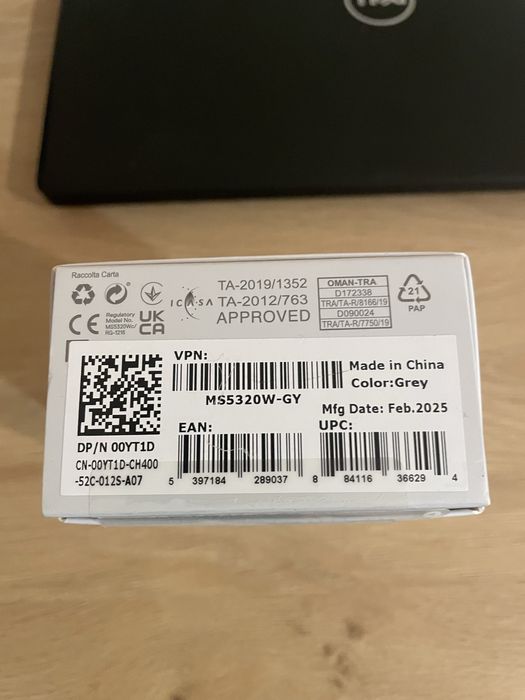 DELL
Raccolta Carta
TA-2019/1352
TA-2012/763
APPROVED
ICASA
OMAN-TRA
D172338
TRA/TA-R/8166/19
D090024
TRA/TA-R/7750/19
21
PAP
CE
Regulatory
Model No.
MS5320Wc/
RG-1216
UK
CA
VPN:
MS5320W-GY
Made in China
Color:Grey
Mfg Date: Feb.2025
DP/N 00YT1D
CN-00YT1D-CH400
-52C-012S-A07
EAN:
5 397184 289037
UPC:
8 84116 36629 4